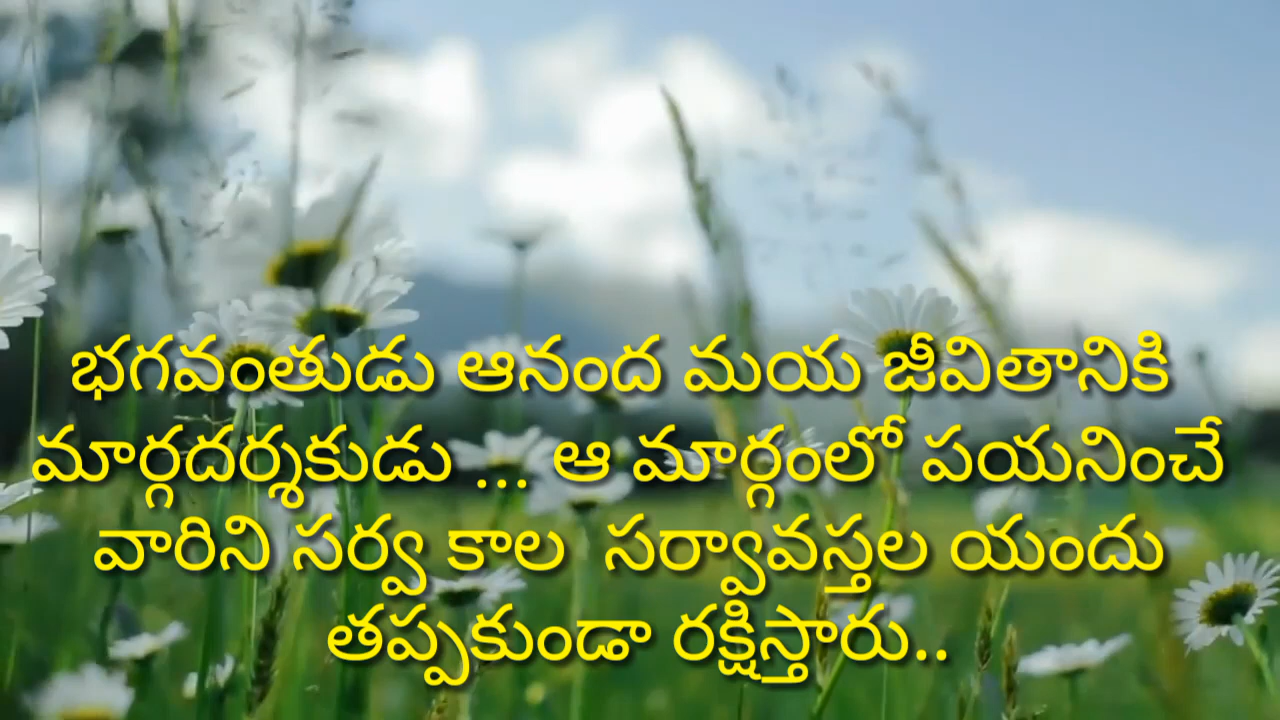 భగవంతుడు ఆనంద మయ జీవితానికి
మార్గదర్శకుడు ... ఆ మార్గంలో పయనించే
వారిని సర్వ కాల సర్వావస్తల యందు
తప్పకుండా రక్షిస్తారు..